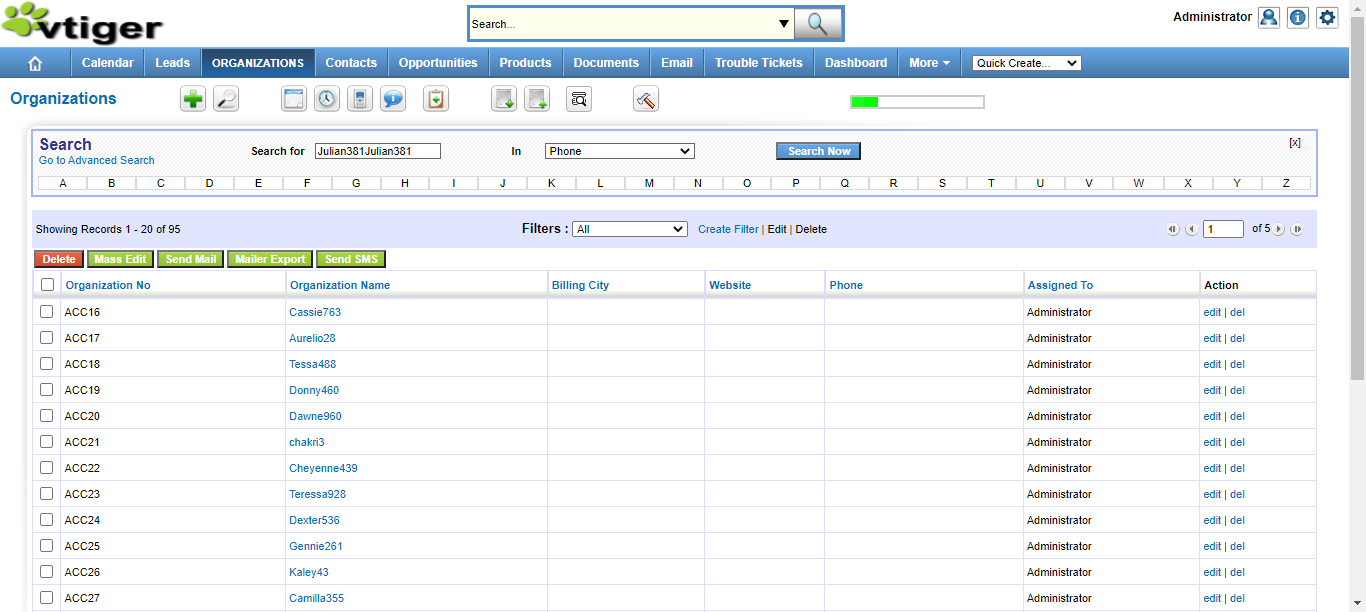 vtiger
Search...
Administrator
Calendar Leads ORGANIZATIONS Contacts Opportunities Products Documents Email Trouble Tickets Dashboard More Quick Create...
Organizations
Search
Go to Advanced Search
Search for Julian381Julian381 In Phone Search Now
[x]
A B C D E F G H I J K L M N O P Q R S T U V W X Y Z
Showing Records 1 - 20 of 95 Filters : All Create Filter | Edit | Delete 1 of 5
Delete Mass Edit Send Mail Mailer Export Send SMS
Organization No Organization Name Billing City Website Phone Assigned To Action
ACC16 Cassie763 Administrator edit | del
ACC17 Aurelio28 Administrator edit | del
ACC18 Tessa488 Administrator edit | del
ACC19 Donny460 Administrator edit | del
ACC20 Dawne960 Administrator edit | del
ACC21 chakri3 Administrator edit | del
ACC22 Cheyenne439 Administrator edit | del
ACC23 Teressa928 Administrator edit | del
ACC24 Dexter536 Administrator edit | del
ACC25 Gennie261 Administrator edit | del
ACC26 Kaley43 Administrator edit | del
ACC27 Camilla355 Administrator edit | del